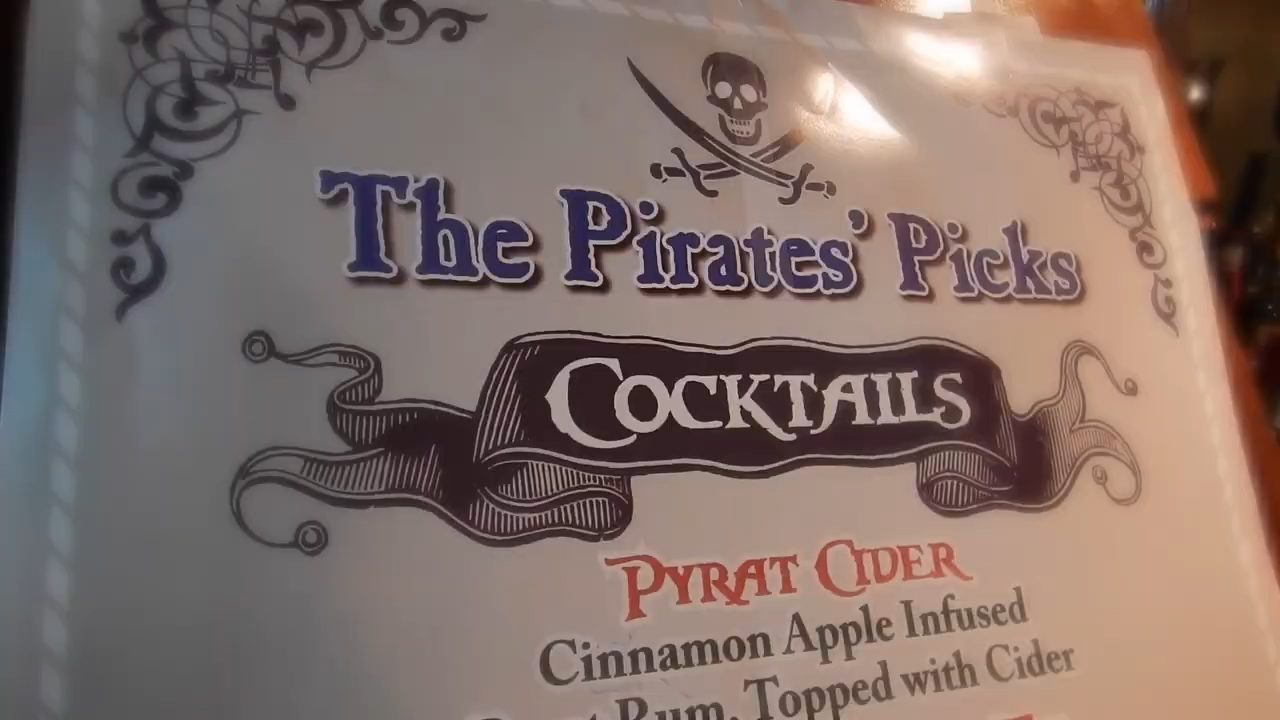 The Pirates' Picks
COCKTAILS
PYRAT CIDER
Cinnamon Apple Infused
Rum, Topped with Cider